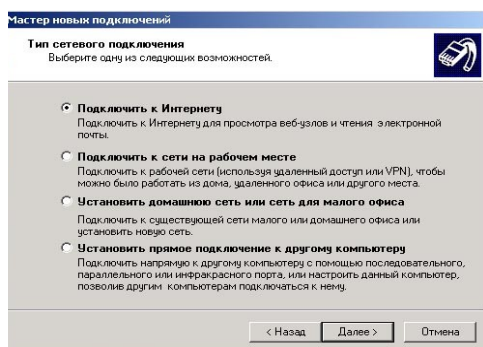 Мастер новых подключений
Тип сетевого подключения
Выберите одну из следующих возможностей.
Подключить к Интернету
Подключить к Интернету для просмотра веб-узлов и чтения электронной
почты.
Подключить к сети на рабочем месте
Подключить к рабочей сети (используя удаленный доступ или VPN), чтобы
можно было работать из дома, удаленного офиса или другого места.
Установить домашнюю сеть или сеть для малого офиса
Подключить к существующей сети малого или домашнего офиса или
установить новую сеть.
Установить прямое подключение к другому компьютеру
Подключить напрямую к другому компьютеру с помощью последовательного,
параллельного или инфракрасного порта, или настроить данный компьютер,
позволив другим компьютерам подключаться к нему.
< Назад Далее > Отмена